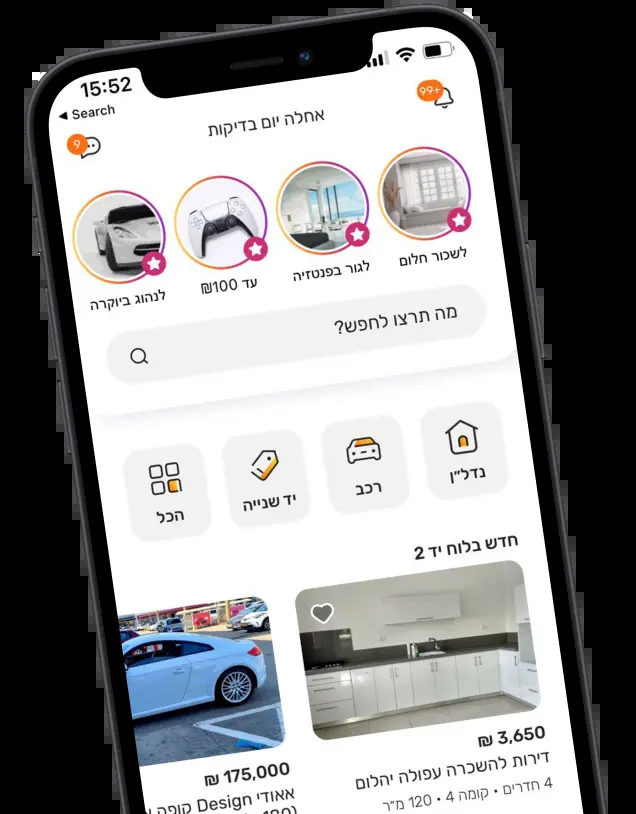 15:52
◀ Search
99+
9
אחלה יום בדיקות
לשכור חלום
לגור בפנטזיה
עד 100₪
לנהוג ביוקרה
מה תרצו לחפש?
נדל״ן
רכב
יד שנייה
הכל
חדש בלוח יד 2
3,650 ₪
דירות להשכרה עפולה יהלום
4 חדרים • קומה 4 • 120 מ״ר
175,000 ₪
אאודי Design קופה